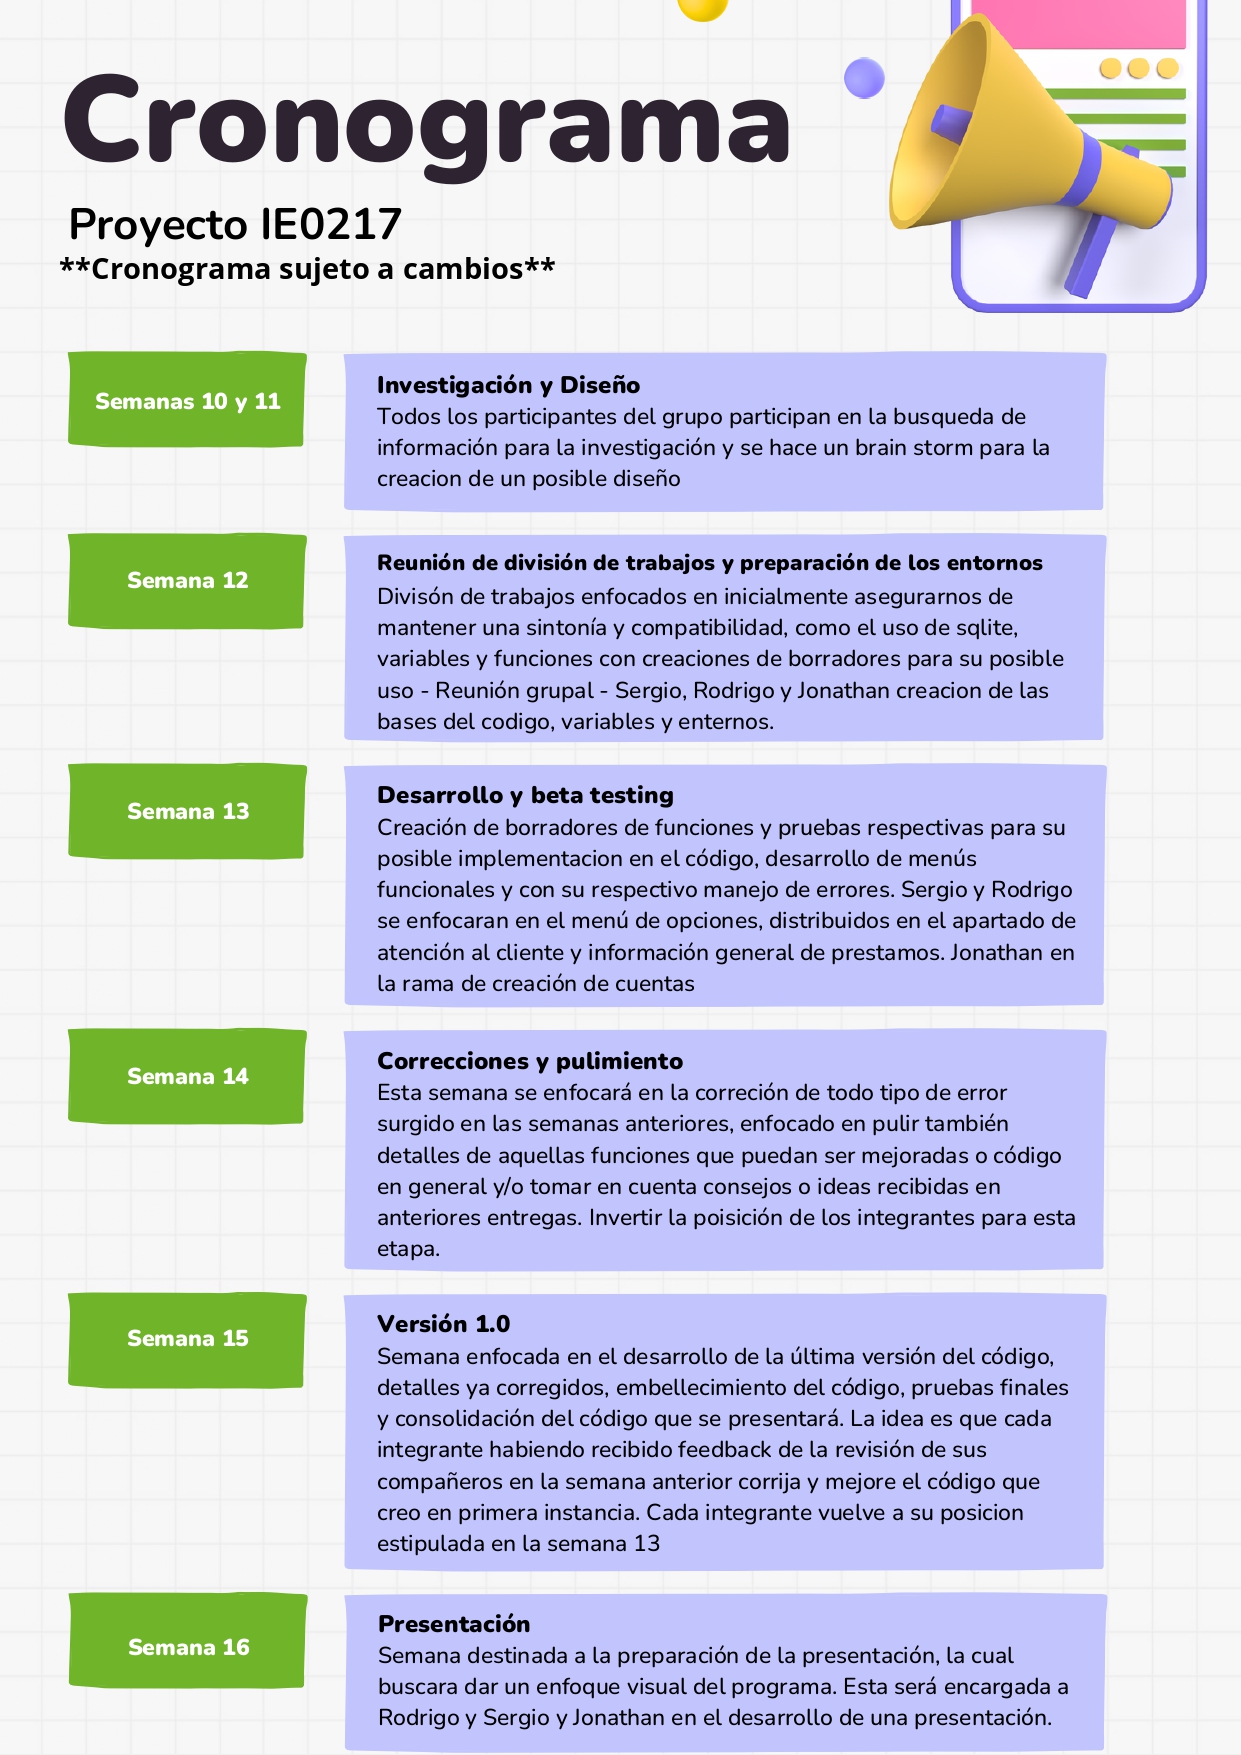 Cronograma
Proyecto IE0217
**Cronograma sujeto a cambios**
Semanas 10 y 11
Investigación y Diseño
Todos los participantes del grupo participan en la busqueda de
información para la investigación y se hace un brain storm para la
creacion de un posible diseño
Semana 12
Reunión de división de trabajos y preparación de los entornos
Divisón de trabajos enfocados en inicialmente asegurarnos de
mantener una sintonía y compatibilidad, como el uso de sqlite,
variables y funciones con creaciones de borradores para su posible
uso - Reunión grupal - Sergio, Rodrigo y Jonathan creacion de las
bases del codigo, variables y enternos.
Semana 13
Desarrollo y beta testing
Creación de borradores de funciones y pruebas respectivas para su
posible implementacion en el código, desarrollo de menús
funcionales y con su respectivo manejo de errores. Sergio y Rodrigo
se enfocaran en el menú de opciones, distribuidos en el apartado de
atención al cliente y información general de prestamos. Jonathan en
la rama de creación de cuentas
Semana 14
Correcciones y pulimiento
Esta semana se enfocará en la correción de todo tipo de error
surgido en las semanas anteriores, enfocado en pulir también
detalles de aquellas funciones que puedan ser mejoradas o código
en general y/o tomar en cuenta consejos o ideas recibidas en
anteriores entregas. Invertir la poisición de los integrantes para esta
etapa.
Semana 15
Versión 1.0
Semana enfocada en el desarrollo de la última versión del código,
detalles ya corregidos, embellecimiento del código, pruebas finales
y consolidación del código que se presentará. La idea es que cada
integrante habiendo recibido feedback de la revisión de sus
compañeros en la semana anterior corrija y mejore el código que
creo en primera instancia. Cada integrante vuelve a su posicion
estipulada en la semana 13
Semana 16
Presentación
Semana destinada a la preparación de la presentación, la cual
buscara dar un enfoque visual del programa. Esta será encargada a
Rodrigo y Sergio y Jonathan en el desarrollo de una presentación.